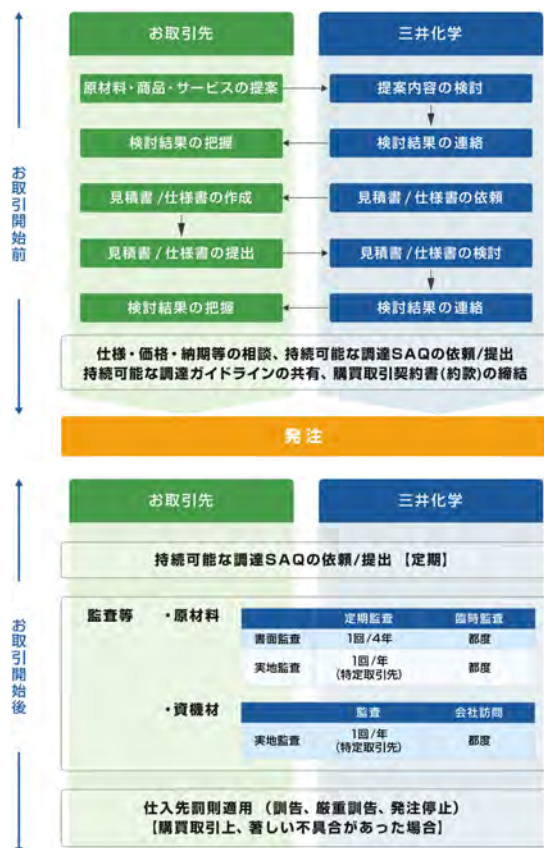 お取引開始前
お取引先 三井化学
原材料・商品・サービスの提案 提案内容の検討
検討結果の把握 検討結果の連絡
見積書/仕様書の作成 見積書/仕様書の依頼
見積書/仕様書の提出 見積書/仕様書の検討
検討結果の把握 検討結果の連絡
仕様・価格・納期等の相談、持続可能な調達SAQの依頼/提出
持続可能な調達ガイドラインの共有、購買取引契約書(約款)の締結
発注
お取引開始後
お取引先 三井化学
持続可能な調達SAQの依頼/提出 【定期】
監査等 ・原材料
定期監査 臨時監査
書面監査 1回/4年 都度
実地監査 1回/年 都度
(特定取引先)
・資機材
監査 会社訪問
実地監査 1回/年 都度
(特定取引先)
仕入先罰則適用 (訓告、厳重訓告、発注停止)
【購買取引上、著しい不具合があった場合】